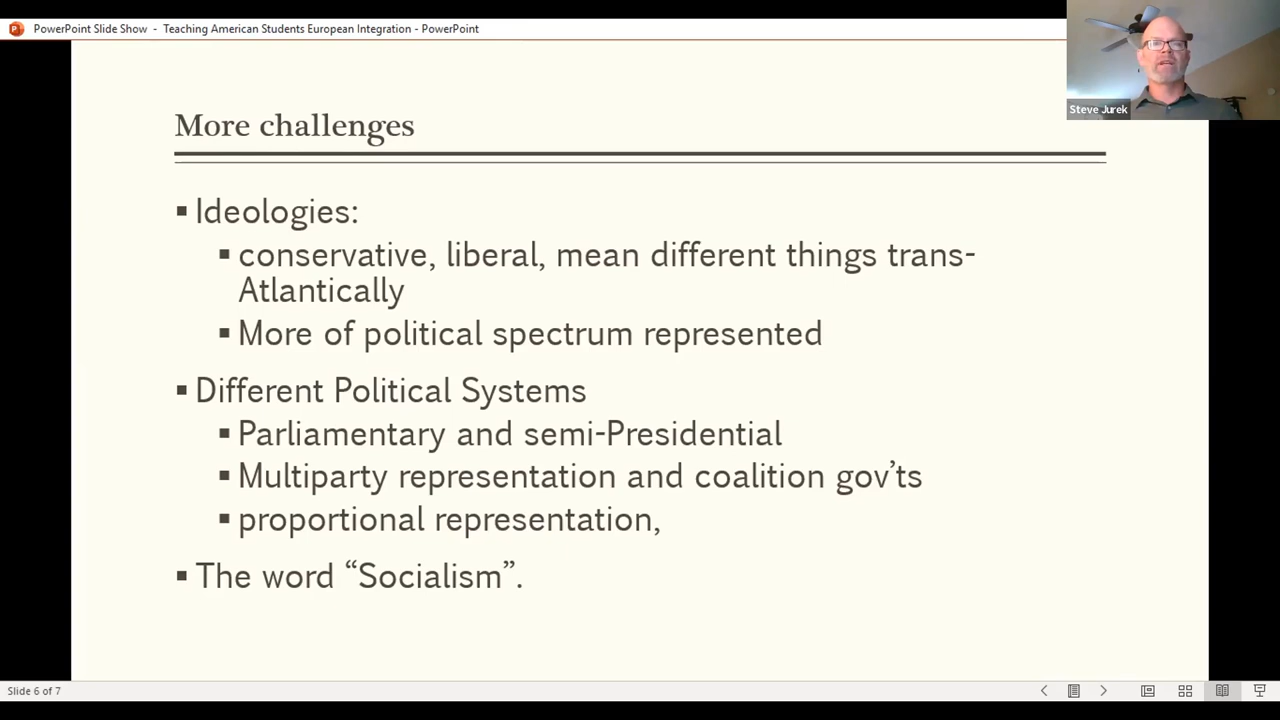 PowerPoint Slide Show - Teaching American Students European Integration - PowerPoint
Steve Jurek
More challenges
▪ Ideologies:
▪ conservative, liberal, mean different things trans-
Atlantically
▪ More of political spectrum represented
▪ Different Political Systems
▪ Parliamentary and semi-Presidential
▪ Multiparty representation and coalition gov’ts
▪ proportional representation,
▪ The word “Socialism”.
Slide 6 of 7